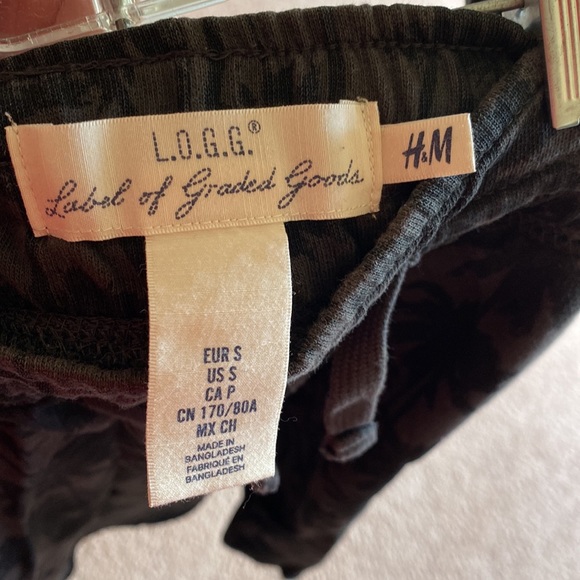 L.O.G.G.®
Label of Graded Goods
H&M
EUR S
US S
CA P
CN 170/80A
MX CH
MADE IN
BANGLADESH
FABRIQUÉ EN
BANGLADESH